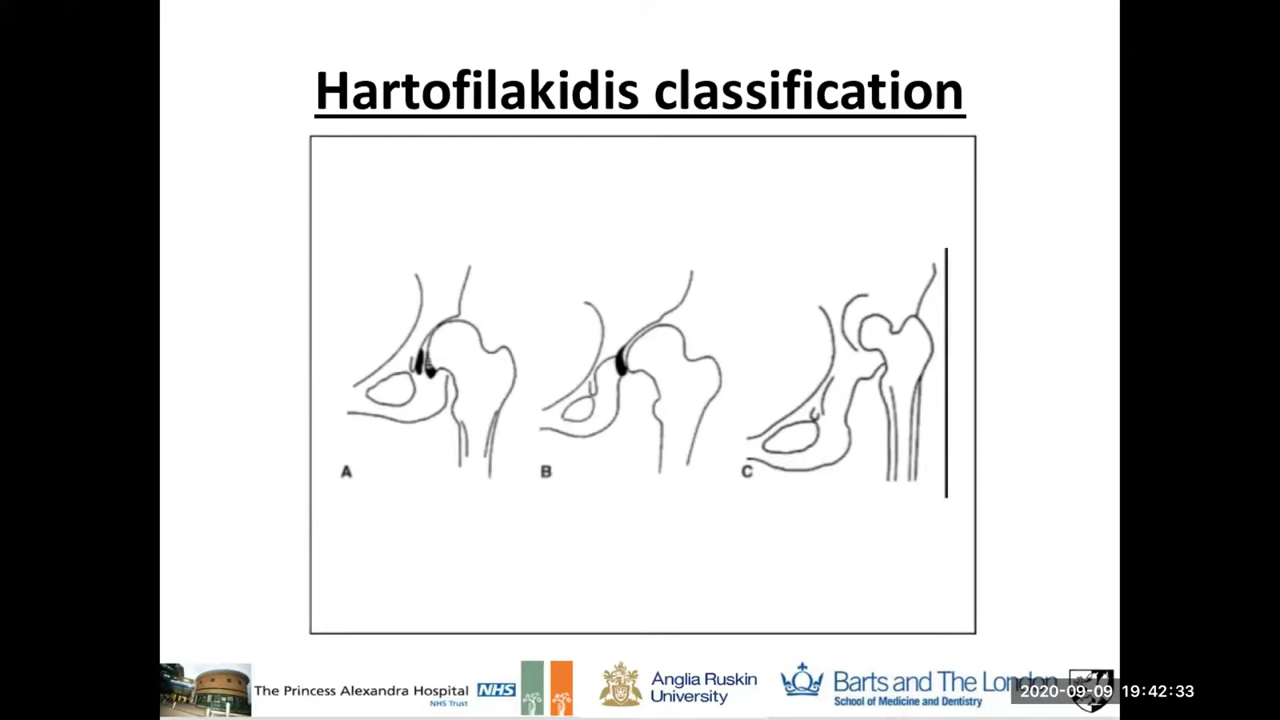 Hartofilakidis classification
A
B
C
The Princess Alexandra Hospital NHS
NHS Trust
Anglia Ruskin
University
Barts and The London
School of Medicine and Dentistry
2020-09-09 19:42:33